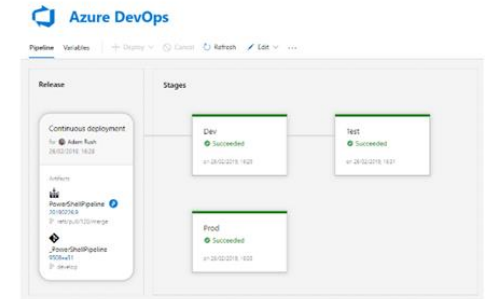 Azure DevOps
Pipeline Variables + Deploy Cancel Refresh Edit ...
Release
Stages
Continuous deployment
for Adam Rush
Artifacts
PowerShellPipeline
_PowerShellPipeline
develop
Dev
Succeeded
Test
Succeeded
Prod
Succeeded